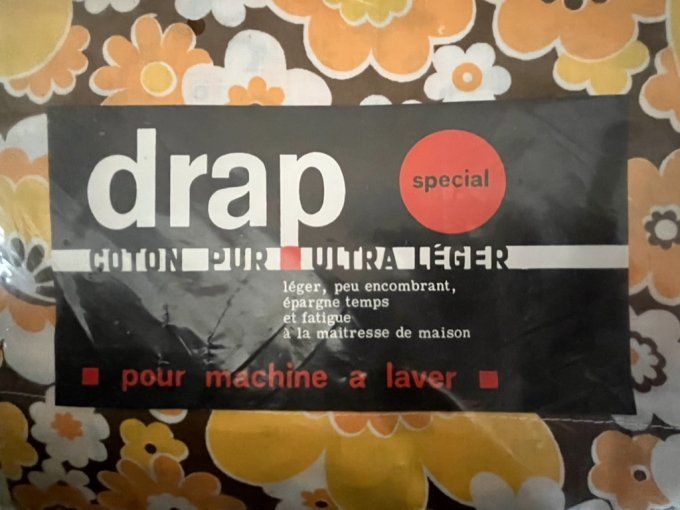 drap
special
COTON PUR ULTRA LÉGER
léger, peu encombrant,
épargne temps
et fatigue
à la maitresse de maison
pour machine a laver